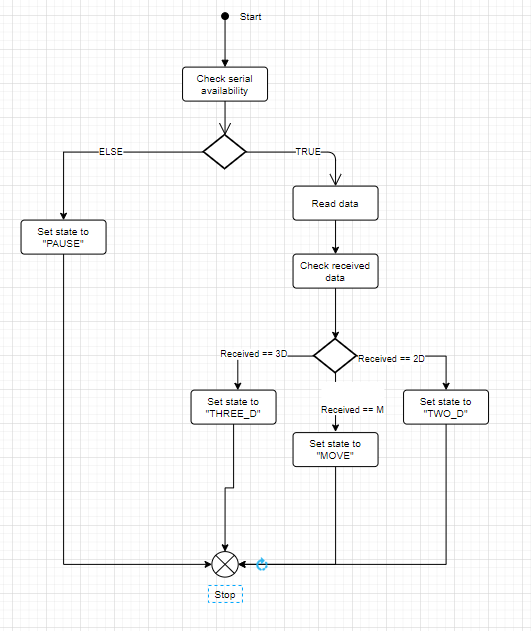 Start
Check serial
availability
ELSE
TRUE
Read data
Set state to
"PAUSE"
Check received
data
Received == 3D
Received == 2D
Set state to
"THREE_D"
Received == M
Set state to
"TWO_D"
Set state to
"MOVE"
Stop